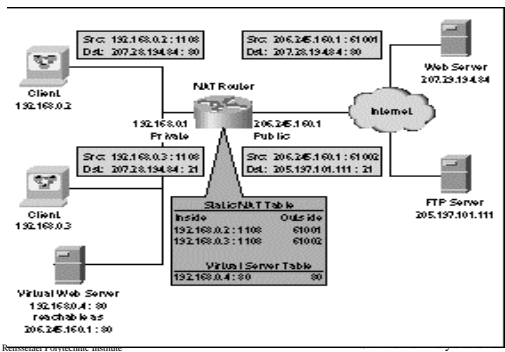 Src: 192.168.0.2 : 1108
Dst: 207.28.194.84 : 80
Src: 206.245.160.1 : 61001
Dst: 207.28.194.84 : 80
Client
192.168.0.2
NAT Router
Web Server
207.29.194.84
Internet
192.168.0.1
Private
206.245.160.1
Public
Src: 192.168.0.3 : 1108
Dst: 207.28.194.84 : 21
Src: 206.245.160.1 : 61002
Dst: 205.197.101.111 : 21
Client
192.168.0.3
FTP Server
205.197.101.111
Static NAT Table
Inside Outside
192.168.0.2 : 1108 61001
192.168.0.3 : 1108 61002
Virtual Server Table
192.168.0.4 : 80 80
Virtual Web Server
192.168.0.4 : 80
reachable as
206.245.160.1 : 80
Rensselaer Polytechnic Institute